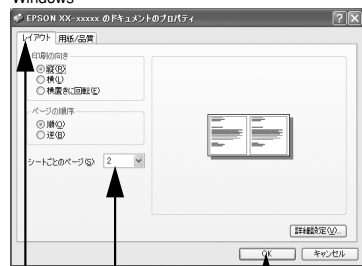 Windows
EPSON XX-xxxxx のドキュメントのプロパティ
レイアウト 用紙/品質
印刷の向き
縦(R)
横(L)
横置きに回転(E)
ページの順序
順(O)
逆(B)
シートごとのページ(S): 2
詳細設定(V)...
OK キャンセル